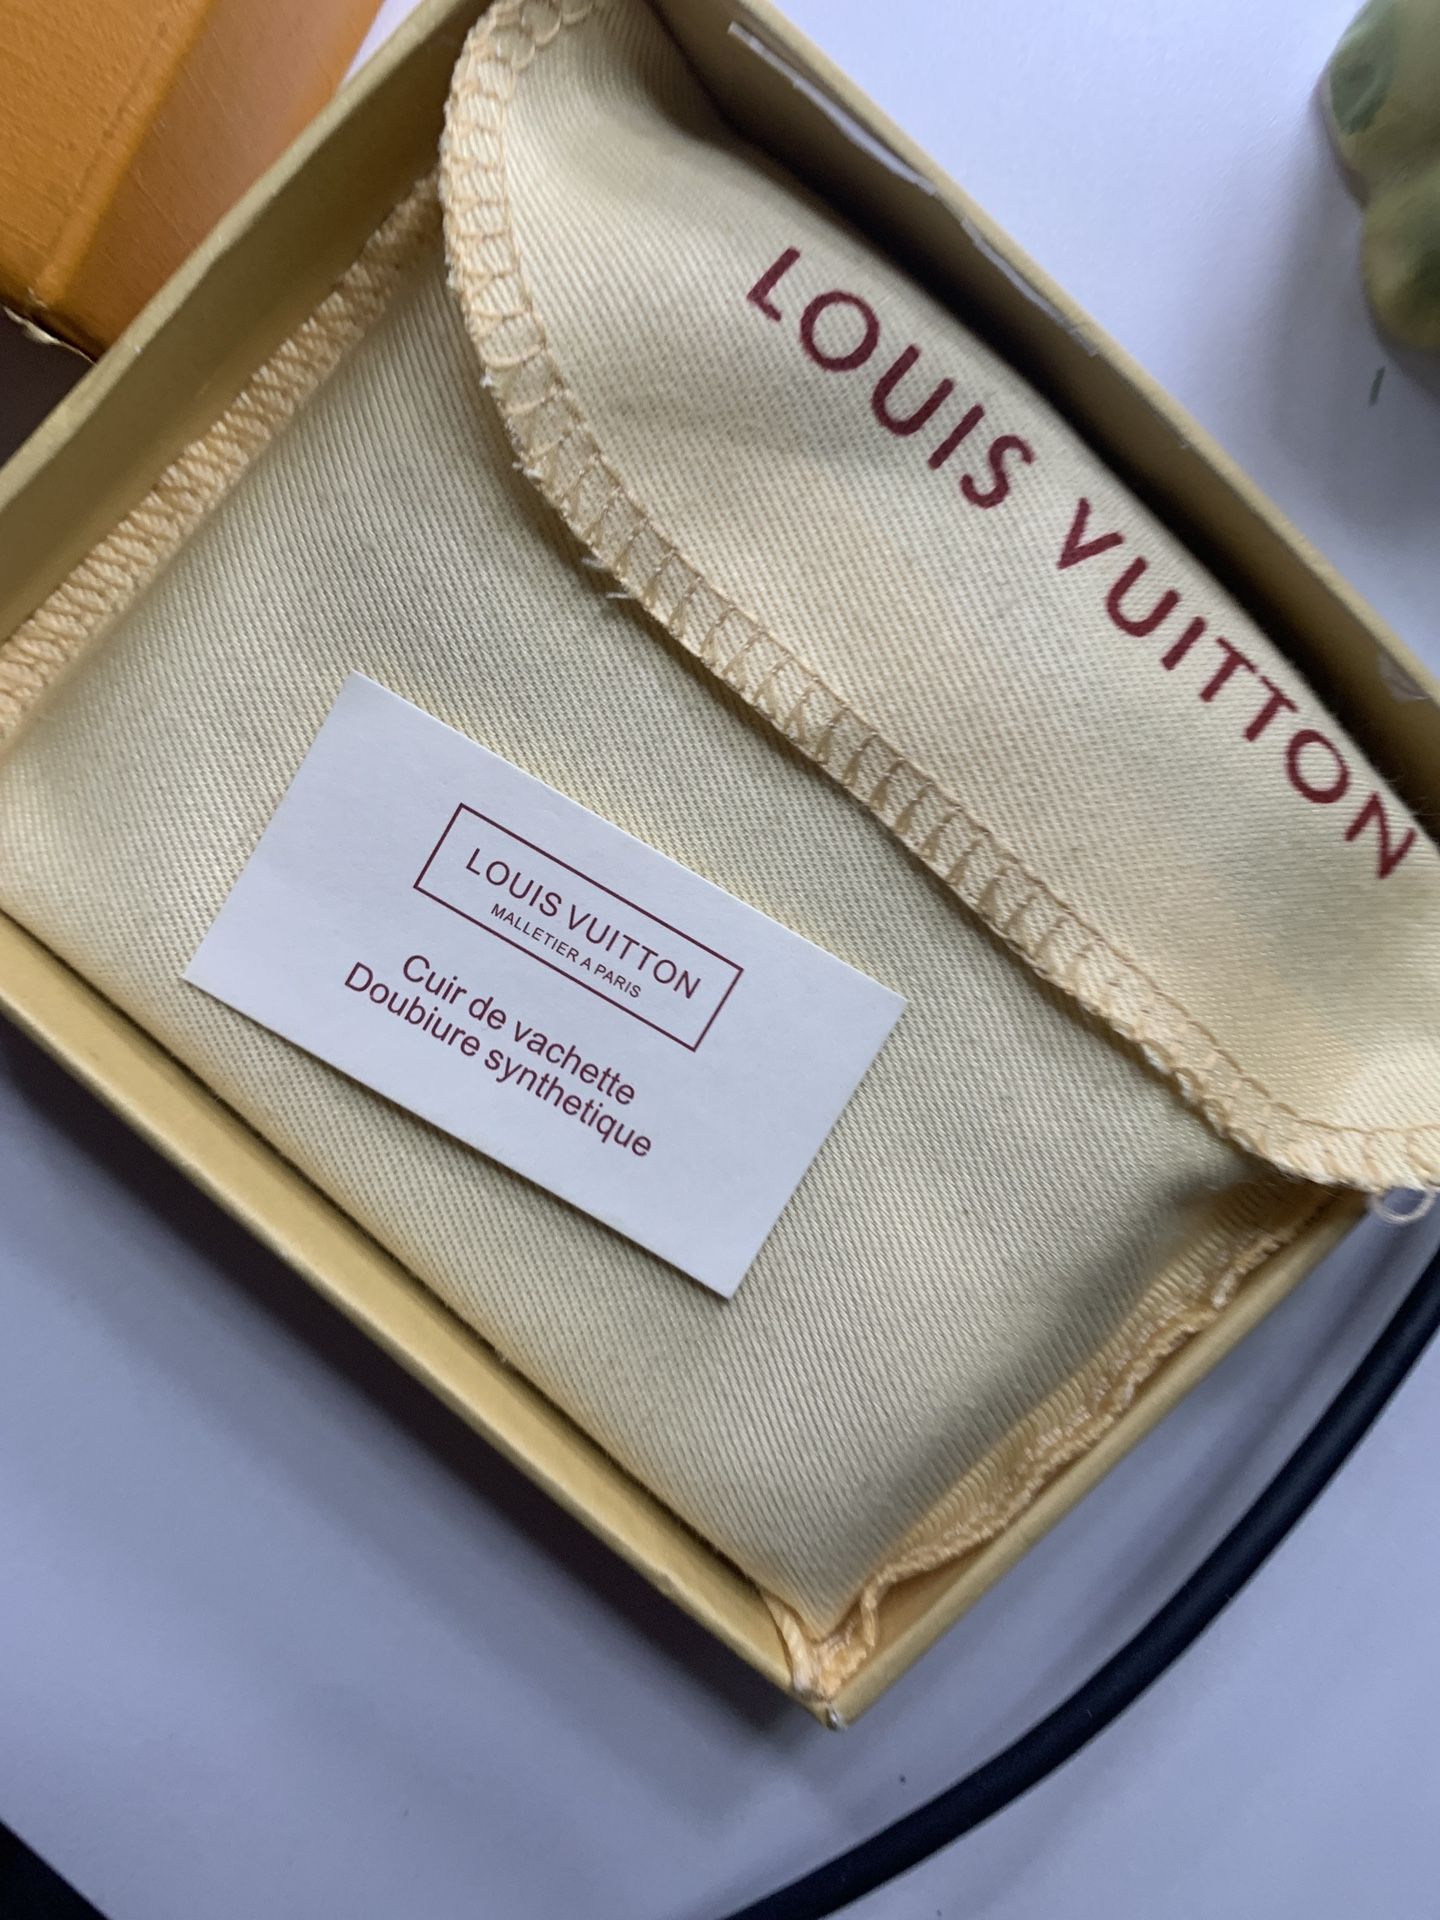 LOUIS VUITTON
LOUIS VUITTON
MALLETIER A PARIS
Cuir de vachette
Doubiure synthetique